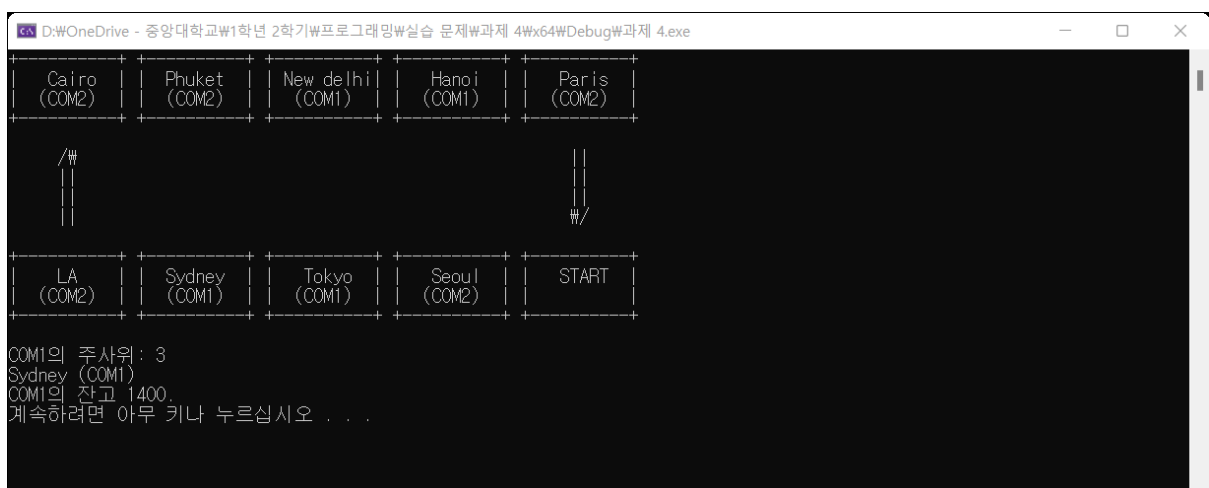 D:₩OneDrive - 중앙대학교₩1학년 2학기₩프로그래밍₩실습 문제₩과제 4₩x64₩Debug₩과제 4.exe
+----------+ +----------+ +----------+ +----------+ +----------+
|   Cairo  | |  Phuket  | |New delhi| |   Hanoi  | |   Paris  |
|  (COM2)  | |  (COM2)  | |  (COM1)  | |  (COM1)  | |  (COM2)  |
+----------+ +----------+ +----------+ +----------+ +----------+
/₩ ||
|| ||
|| ||
|| ₩/
+----------+ +----------+ +----------+ +----------+ +----------+
|    LA    | |  Sydney  | |   Tokyo  | |   Seoul  | |   START  |
|  (COM2)  | |  (COM1)  | |  (COM1)  | |  (COM2)  | |          |
+----------+ +----------+ +----------+ +----------+ +----------+
COM1의 주사위: 3
Sydney (COM1)
COM1의 잔고 1400.
계속하려면 아무 키나 누르십시오 . . .